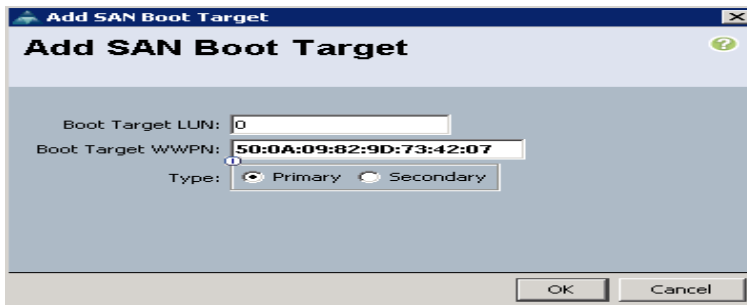 Add SAN Boot Target
Add SAN Boot Target
?
Boot Target LUN: 0
Boot Target WWPN: 50:0A:09:82:9D:73:42:07
Type: Primary Secondary
OK Cancel